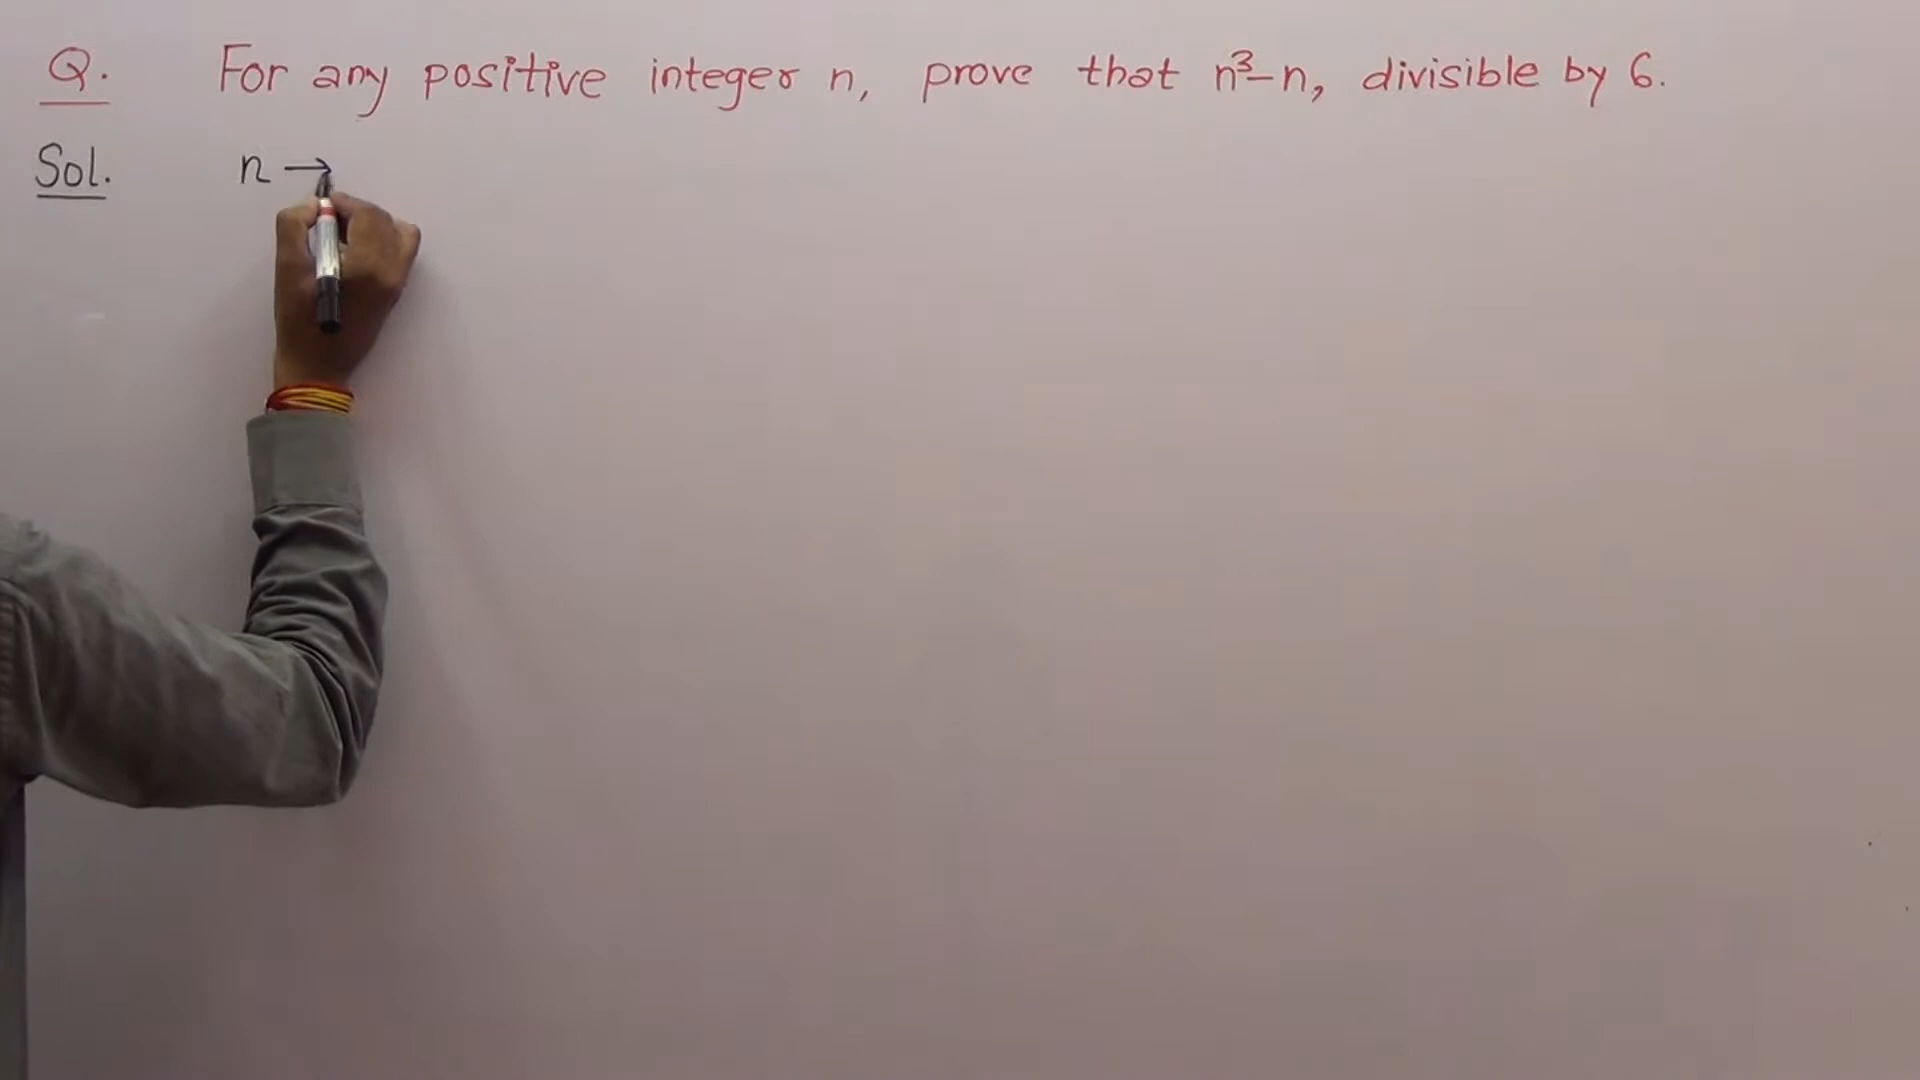 Q. For any positive integer n, prove that n³-n, divisible by 6.
Sol. n →